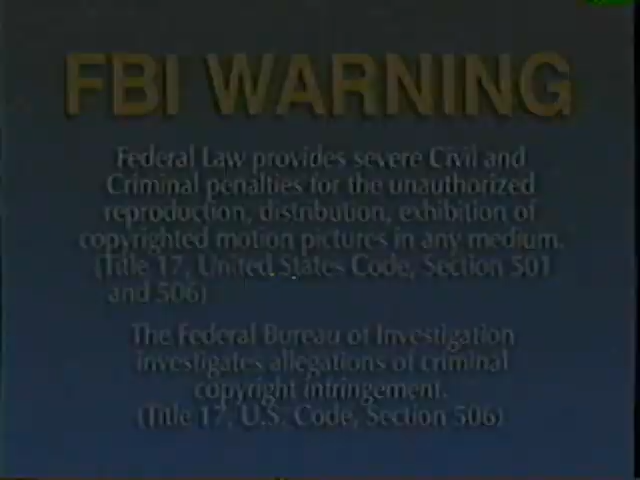 FBI WARNING
Federal Law provides severe Civil and
Criminal penalties for the unauthorized
reproduction, distribution, exhibition of
copyrighted motion pictures in any medium.
(Title 17, United States Code, Section 501
and 506)
The Federal Bureau of Investigation
investigates allegations of criminal
copyright infringement.
(Title 17, U.S. Code, Section 506)